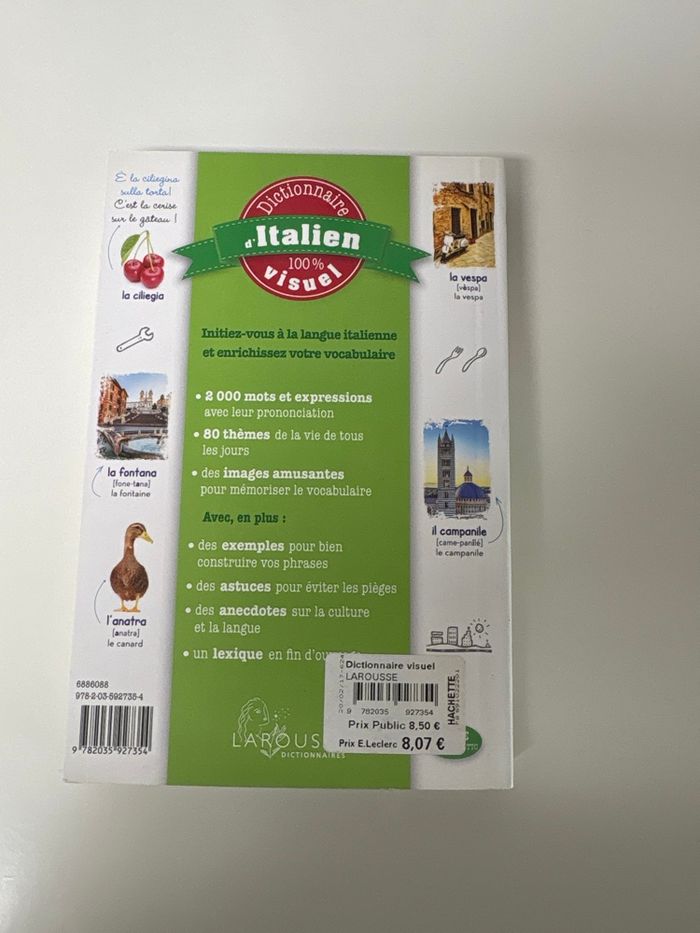 È la ciliegina
sulla torta!
C'est la cerise
sur le gâteau !
la ciliegia
la fontana
[fone-tana]
la fontaine
l'anatra
[anatra]
le canard
6886088
978-2-03-592735-4
9 782035 927354
Dictionnaire
d'Italien
100 %
visuel
Initiez-vous à la langue italienne
et enrichissez votre vocabulaire
• 2 000 mots et expressions
avec leur prononciation
• 80 thèmes de la vie de tous
les jours
• des images amusantes
pour mémoriser le vocabulaire
Avec, en plus :
• des exemples pour bien
construire vos phrases
• des astuces pour éviter les pièges
• des anecdotes sur la culture
et la langue
• un lexique en fin d'ou
LAROUSS
DICTIONNAIRES
la vespa
[vèspa]
la vespa
il campanile
[came-panilé]
le campanile
Dictionnaire visuel
LAROUSSE
9 782035 927354
HACHETTE
Prix Public 8,50 €
Prix E.Leclerc 8,07 €